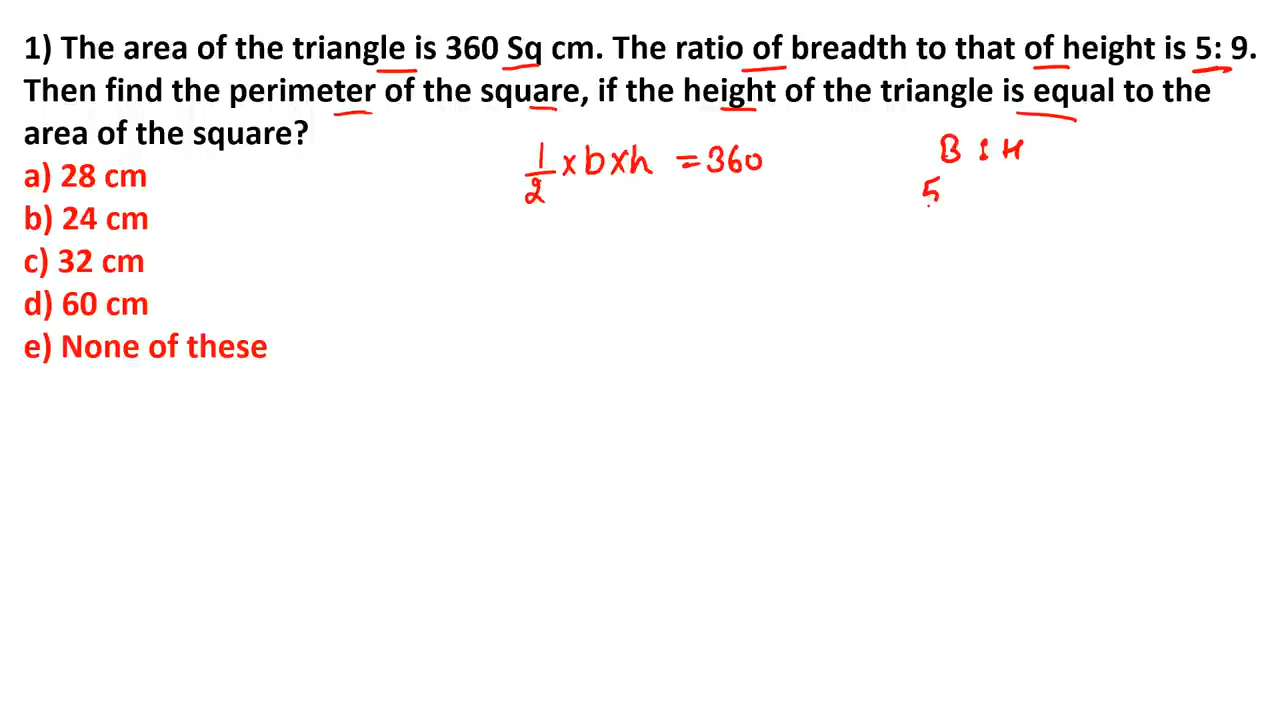 1) The area of the triangle is 360 Sq cm. The ratio of breadth to that of height is 5: 9.
Then find the perimeter of the square, if the height of the triangle is equal to the
area of the square?
a) 28 cm
b) 24 cm
c) 32 cm
d) 60 cm
e) None of these
1/2 × b × h = 360
B : H
5